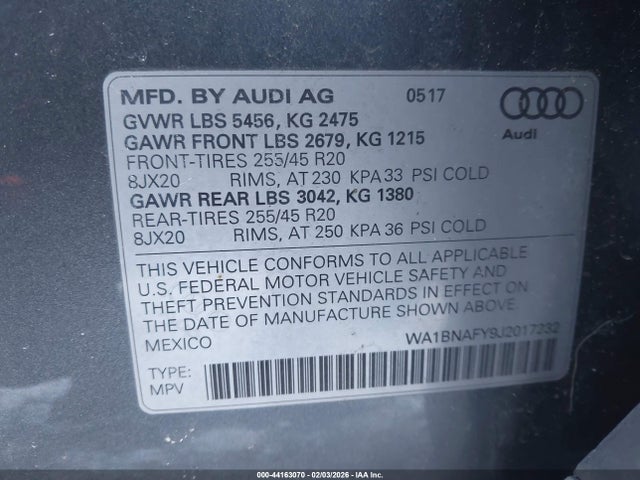 MFD. BY AUDI AG 0517
GVWR LBS 5456, KG 2475
GAWR FRONT LBS 2679, KG 1215
FRONT-TIRES 255/45 R20
8JX20 RIMS, AT 230 KPA 33 PSI COLD
GAWR REAR LBS 3042, KG 1380
REAR-TIRES 255/45 R20
8JX20 RIMS, AT 250 KPA 36 PSI COLD
Audi
THIS VEHICLE CONFORMS TO ALL APPLICABLE
U.S. FEDERAL MOTOR VEHICLE SAFETY AND
THEFT PREVENTION STANDARDS IN EFFECT ON
THE DATE OF MANUFACTURE SHOWN ABOVE
MEXICO WA1BNAFY9J2017232
TYPE:
MPV
000-44163070 - 02/03/2026 - IAA Inc.